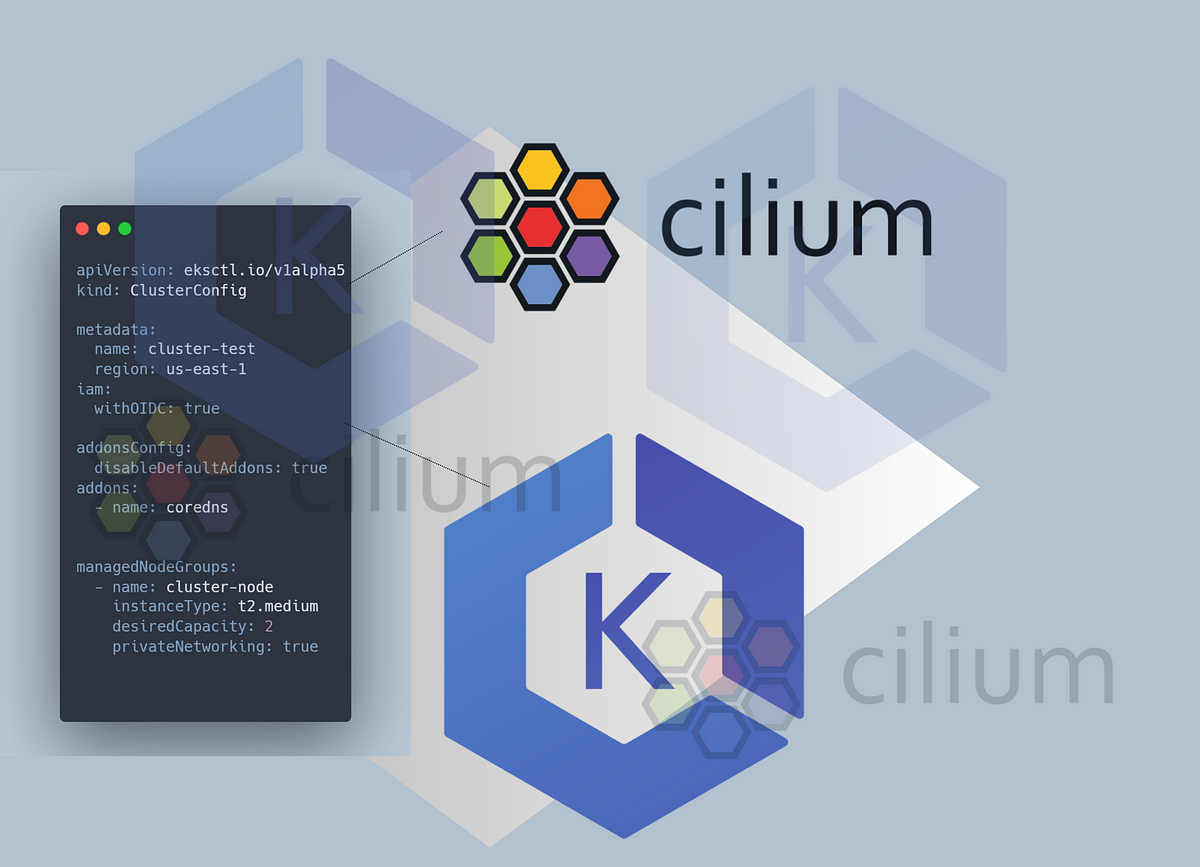 apiVersion: eksctl.io/v1alpha5
kind: ClusterConfig
metadata:
  name: cluster-test
  region: us-east-1
iam:
  withOIDC: true
addonsConfig:
  disableDefaultAddons: true
addons:
  - name: coredns
managedNodeGroups:
  - name: cluster-node
    instanceType: t2.medium
    desiredCapacity: 2
    privateNetworking: true
K
cilium
K
cilium
K
cilium